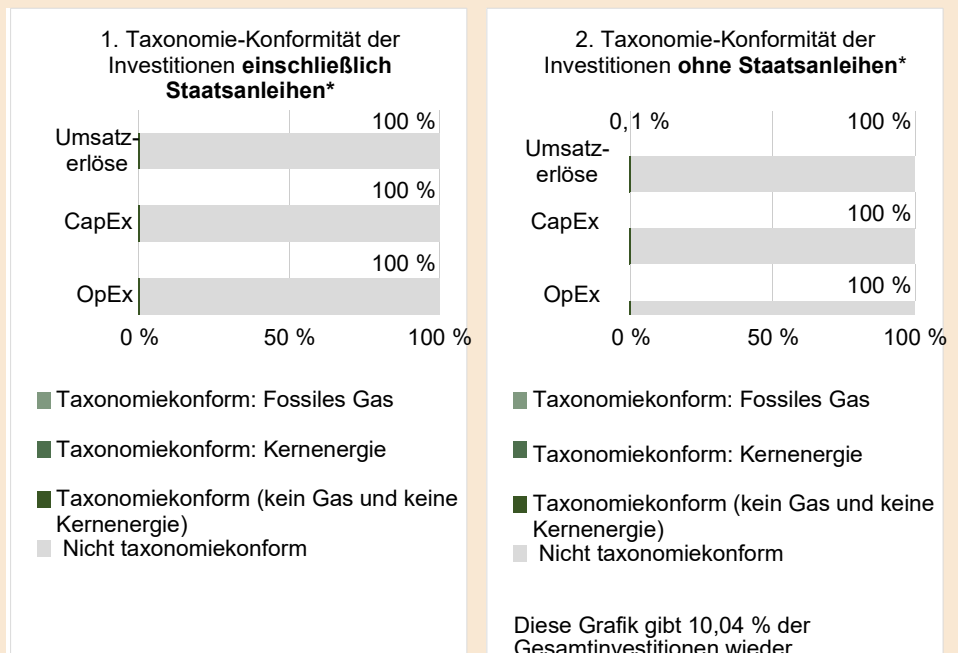 1. Taxonomie-Konformität der
Investitionen einschließlich
Staatsanleihen*
100 %
Umsatz-
erlöse
100 %
CapEx
100 %
OpEx
0 % 50 % 100 %
Taxonomiekonform: Fossiles Gas
Taxonomiekonform: Kernenergie
Taxonomiekonform (kein Gas und keine
Kernenergie)
Nicht taxonomiekonform
2. Taxonomie-Konformität der
Investitionen ohne Staatsanleihen*
0,1 % 100 %
Umsatz-
erlöse
100 %
CapEx
100 %
OpEx
0 % 50 % 100 %
Taxonomiekonform: Fossiles Gas
Taxonomiekonform: Kernenergie
Taxonomiekonform (kein Gas und keine
Kernenergie)
Nicht taxonomiekonform
Diese Grafik gibt 10,04 % der
Gesamtinvestitionen wieder